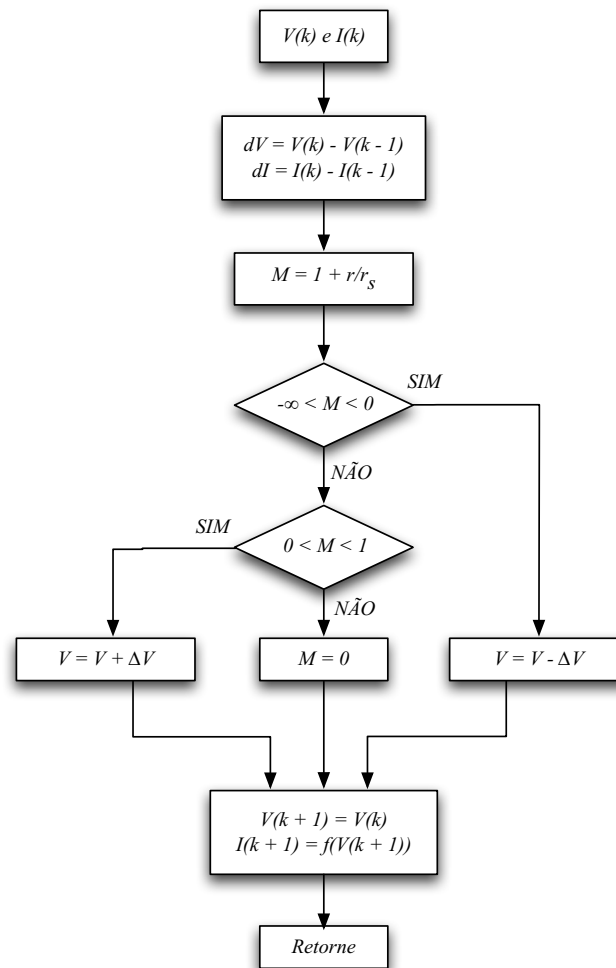 V(k) e I(k)
dV = V(k) - V(k - 1)
dI = I(k) - I(k - 1)
M = 1 + r/rₛ
SIM
-∞ < M < 0
NÃO
SIM
0 < M < 1
NÃO
V = V + ΔV
M = 0
V = V - ΔV
V(k + 1) = V(k)
I(k + 1) = f(V(k + 1))
Retorne